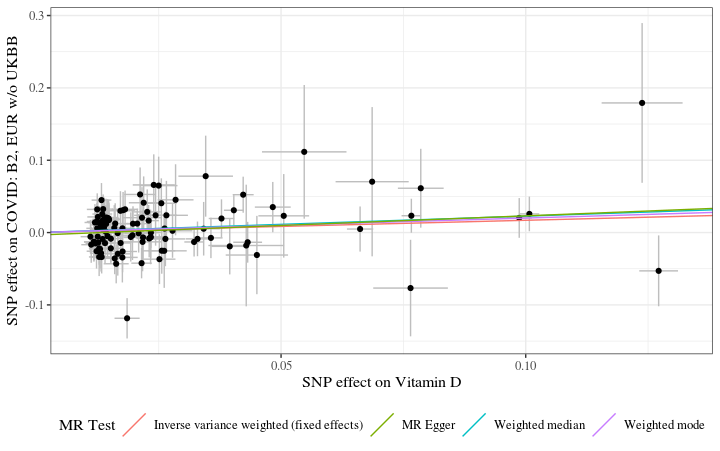 SNP effect on COVID: B2, EUR w/o UKBB
0.3
0.2
0.1
0.0
-0.1
0.05 0.10
SNP effect on Vitamin D
MR Test Inverse variance weighted (fixed effects) MR Egger Weighted median Weighted mode